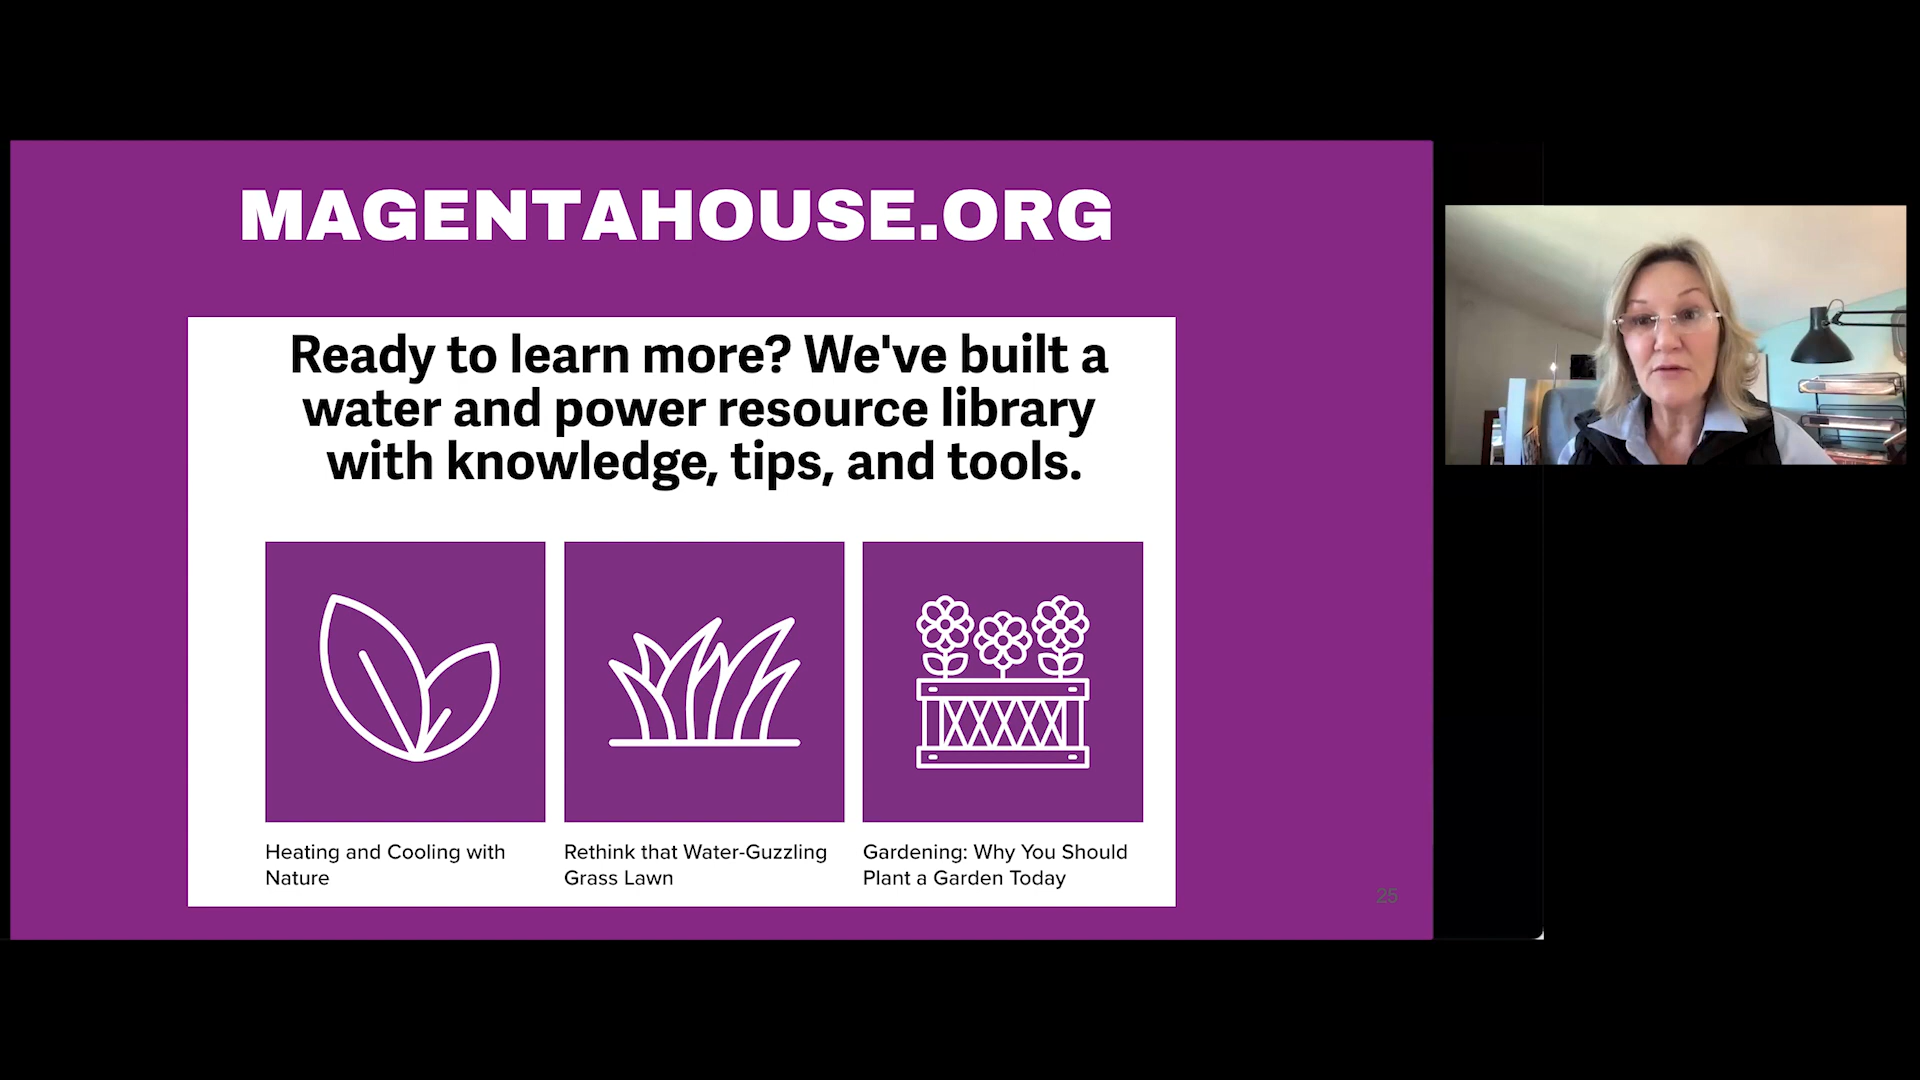 MAGENTAHOUSE.ORG
Ready to learn more? We've built a
water and power resource library
with knowledge, tips, and tools.
Heating and Cooling with
Nature
Rethink that Water-Guzzling
Grass Lawn
Gardening: Why You Should
Plant a Garden Today
25